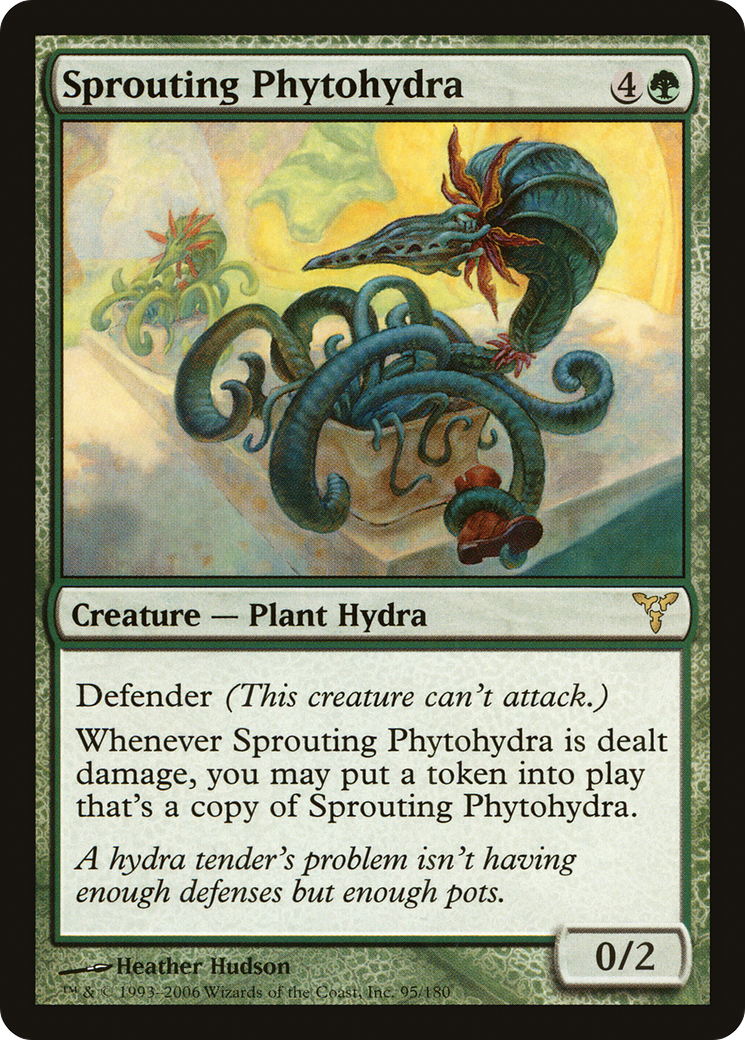 Sprouting Phytohydra 4
Creature — Plant Hydra
Defender (This creature can't attack.)
Whenever Sprouting Phytohydra is dealt
damage, you may put a token into play
that's a copy of Sprouting Phytohydra.
A hydra tender's problem isn't having
enough defenses but enough pots.
0/2
Heather Hudson
™ & © 1993–2006 Wizards of the Coast, Inc. 95/180